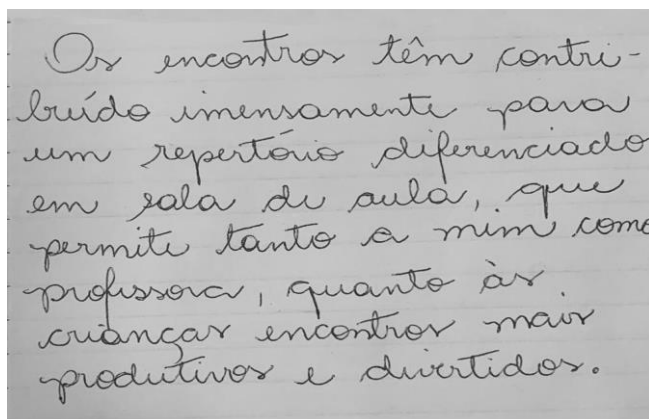 Os encontros têm contri-
buído imensamente para
um repertório diferenciado
em sala de aula, que
permite tanto a mim como
professora, quanto às
crianças encontros mais
produtivos e divertidos.